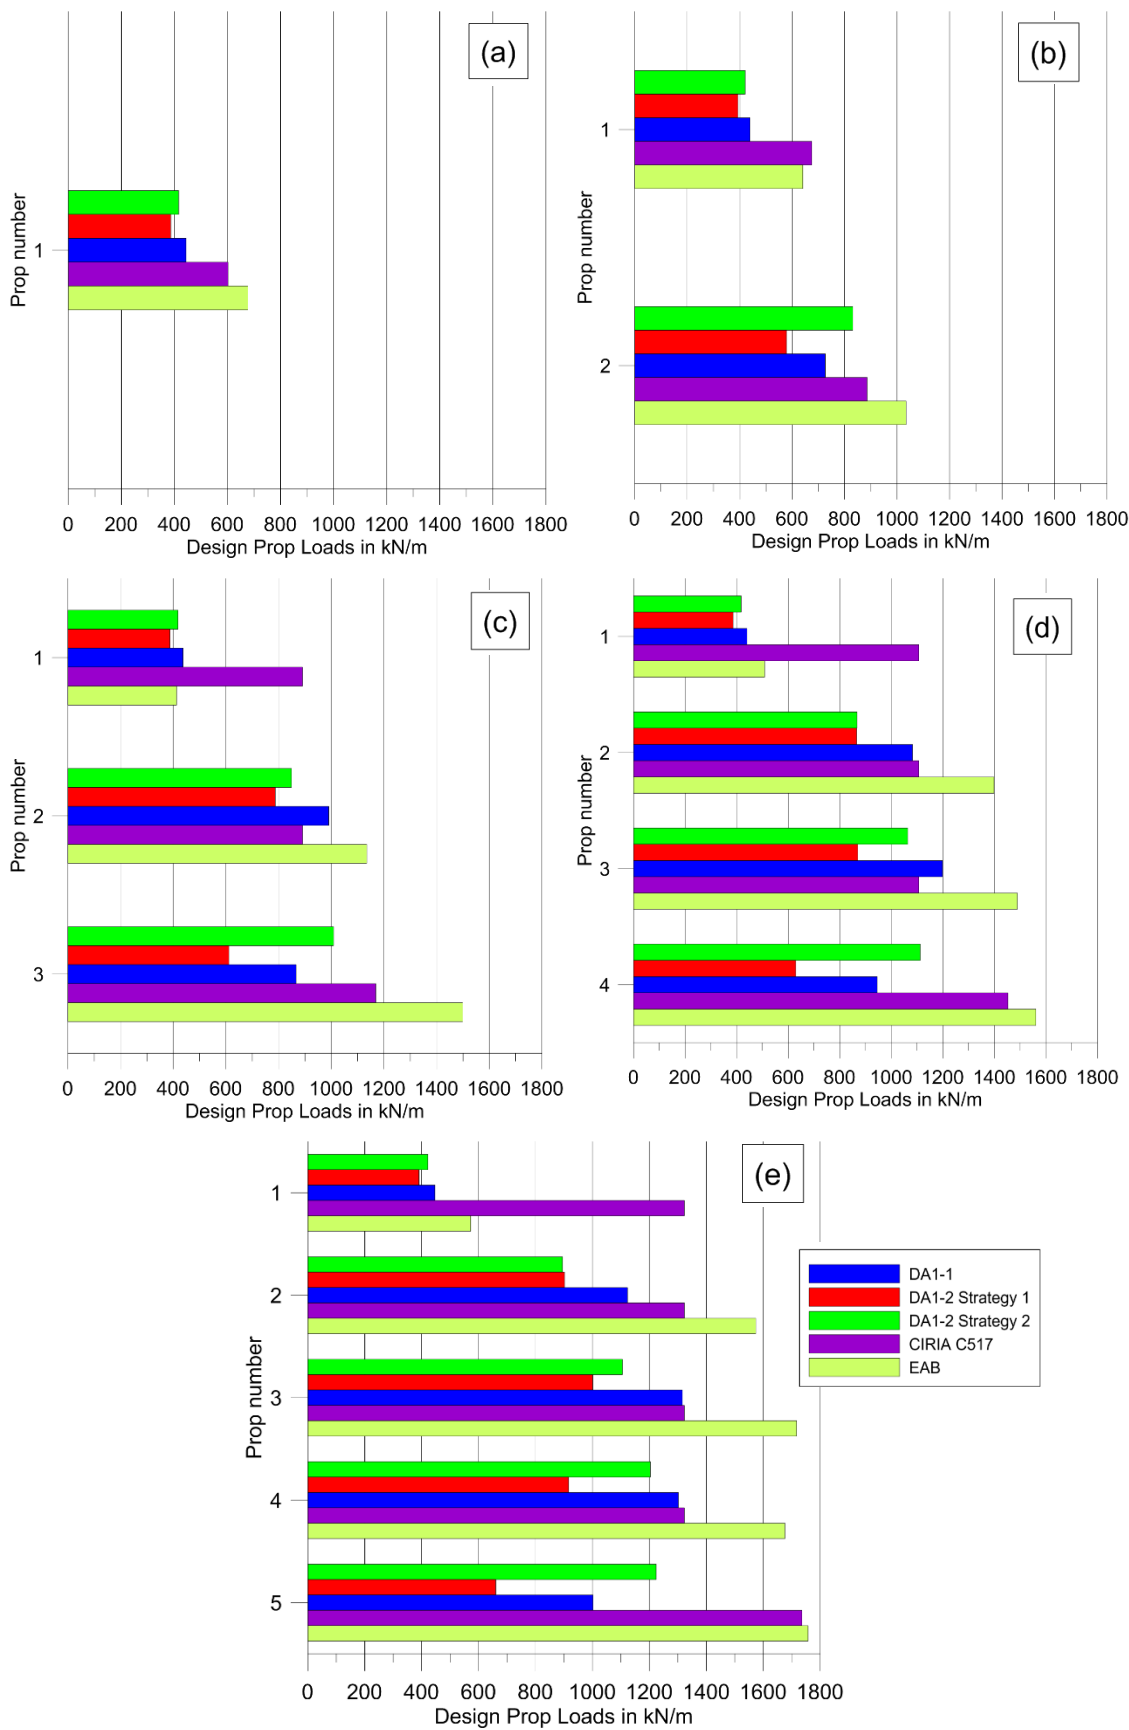 (a)
Prop number
1
0 200 400 600 800 1000 1200 1400 1600 1800
Design Prop Loads in kN/m
(b)
Prop number
1
2
0 200 400 600 800 1000 1200 1400 1600 1800
Design Prop Loads in kN/m
(c)
Prop number
1
2
3
0 200 400 600 800 1000 1200 1400 1600 1800
Design Prop Loads in kN/m
(d)
Prop number
1
2
3
4
0 200 400 600 800 1000 1200 1400 1600 1800
Design Prop Loads in kN/m
(e)
Prop number
1
2
3
4
5
0 200 400 600 800 1000 1200 1400 1600 1800
Design Prop Loads in kN/m
DA1-1
DA1-2 Strategy 1
DA1-2 Strategy 2
CIRIA C517
EAB